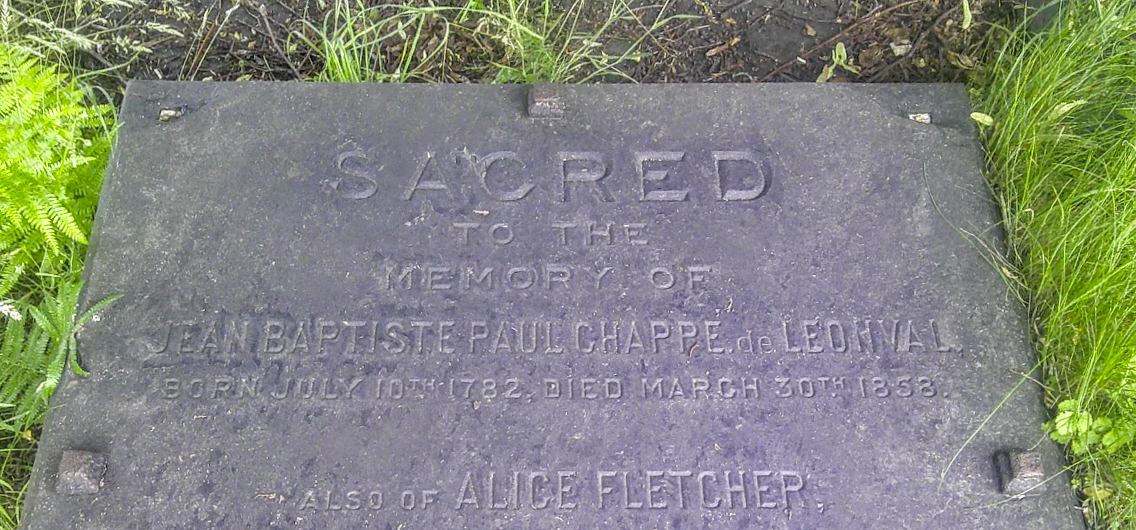 SACRED
TO THE
MEMORY OF
JEAN BAPTISTE PAUL CHAPPE de LEONVAL.
BORN JULY 10TH 1782. DIED MARCH 30TH 1858.
ALSO OF ALICE FLETCHER.